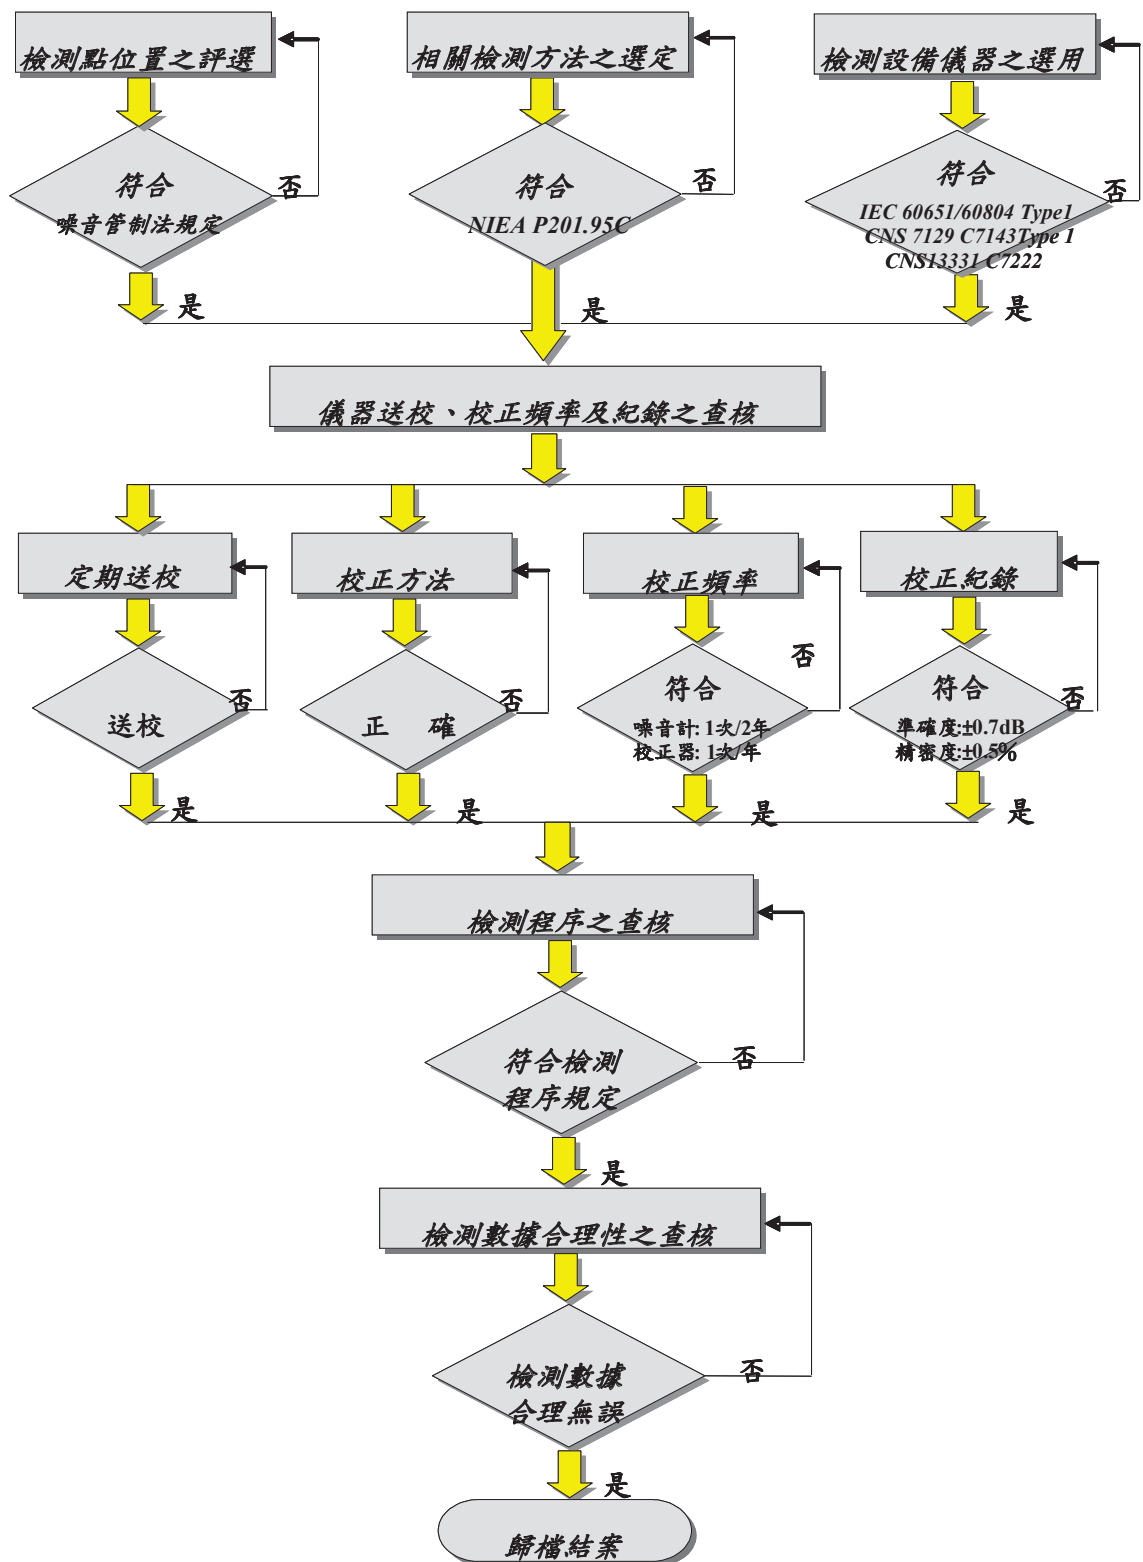 檢測點位置之評選
相關檢測方法之選定
檢測設備儀器之選用
符合
噪音管制法規定
否
符合
NIEA P201.95C
否
符合
IEC 60651/60804 Type1
CNS 7129 C7143Type 1
CNS13331 C7222
否
是
是
是
儀器送校、校正頻率及紀錄之查核
定期送校
校正方法
校正頻率
校正紀錄
送校
否
正 確
否
符合
噪音計: 1次/2年
校正器: 1次/年
否
符合
準確度:±0.7dB
精密度:±0.5%
否
是
是
是
是
檢測程序之查核
符合檢測
程序規定
否
是
檢測數據合理性之查核
檢測數據
合理無誤
否
是
歸檔結案